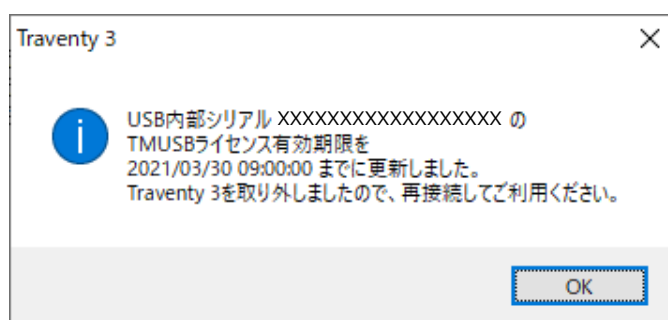 Traventy 3
USB内部シリアル XXXXXXXXXXXXXXXXXX の
TMUSBライセンス有効期限を
2021/03/30 09:00:00 までに更新しました。
Traventy 3を取り外しましたので、再接続してご利用ください。
OK